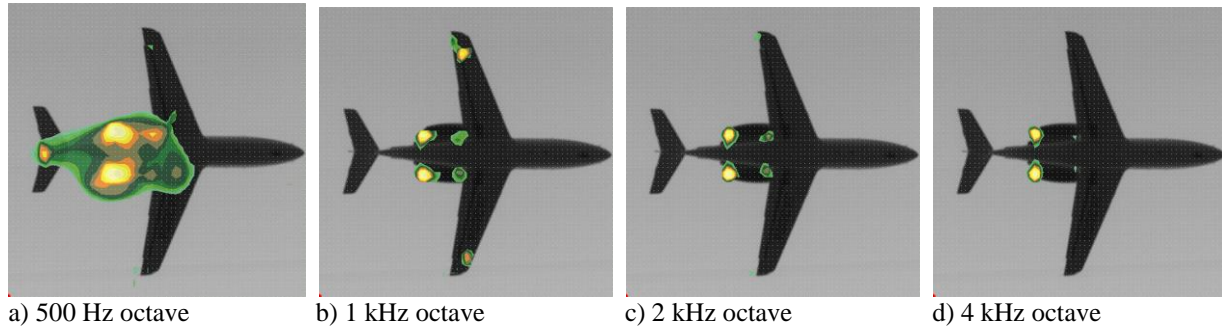 a) 500 Hz octave
b) 1 kHz octave
c) 2 kHz octave
d) 4 kHz octave